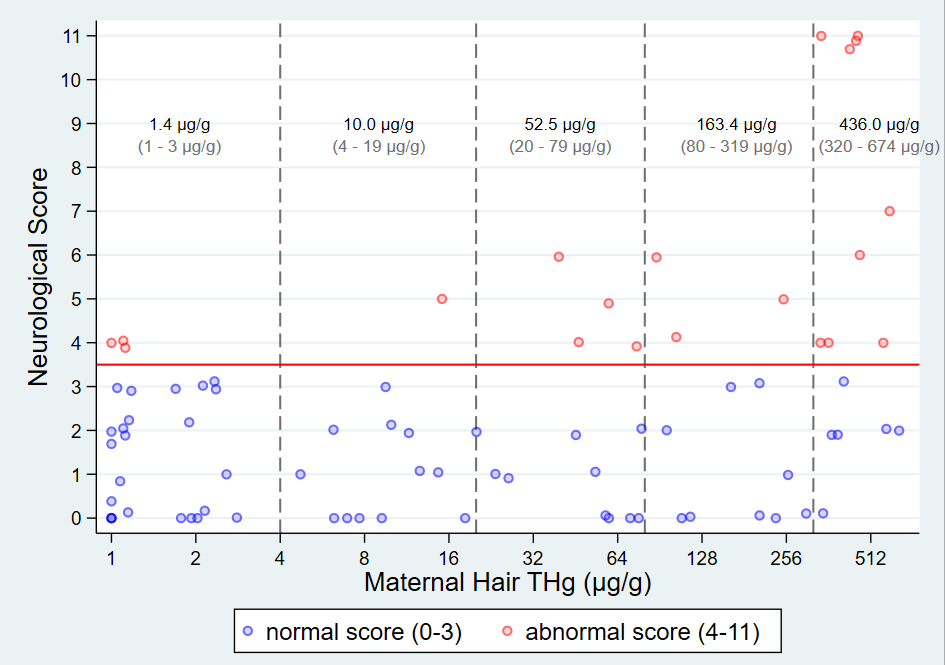 11
10
9
8
7
6
5
4
3
2
1
0
Neurological Score
1.4 µg/g
(1 - 3 µg/g)
10.0 µg/g
(4 - 19 µg/g)
52.5 µg/g
(20 - 79 µg/g)
163.4 µg/g
(80 - 319 µg/g)
436.0 µg/g
(320 - 674 µg/g)
1 2 4 8 16 32 64 128 256 512
Maternal Hair THg (µg/g)
normal score (0-3) abnormal score (4-11)